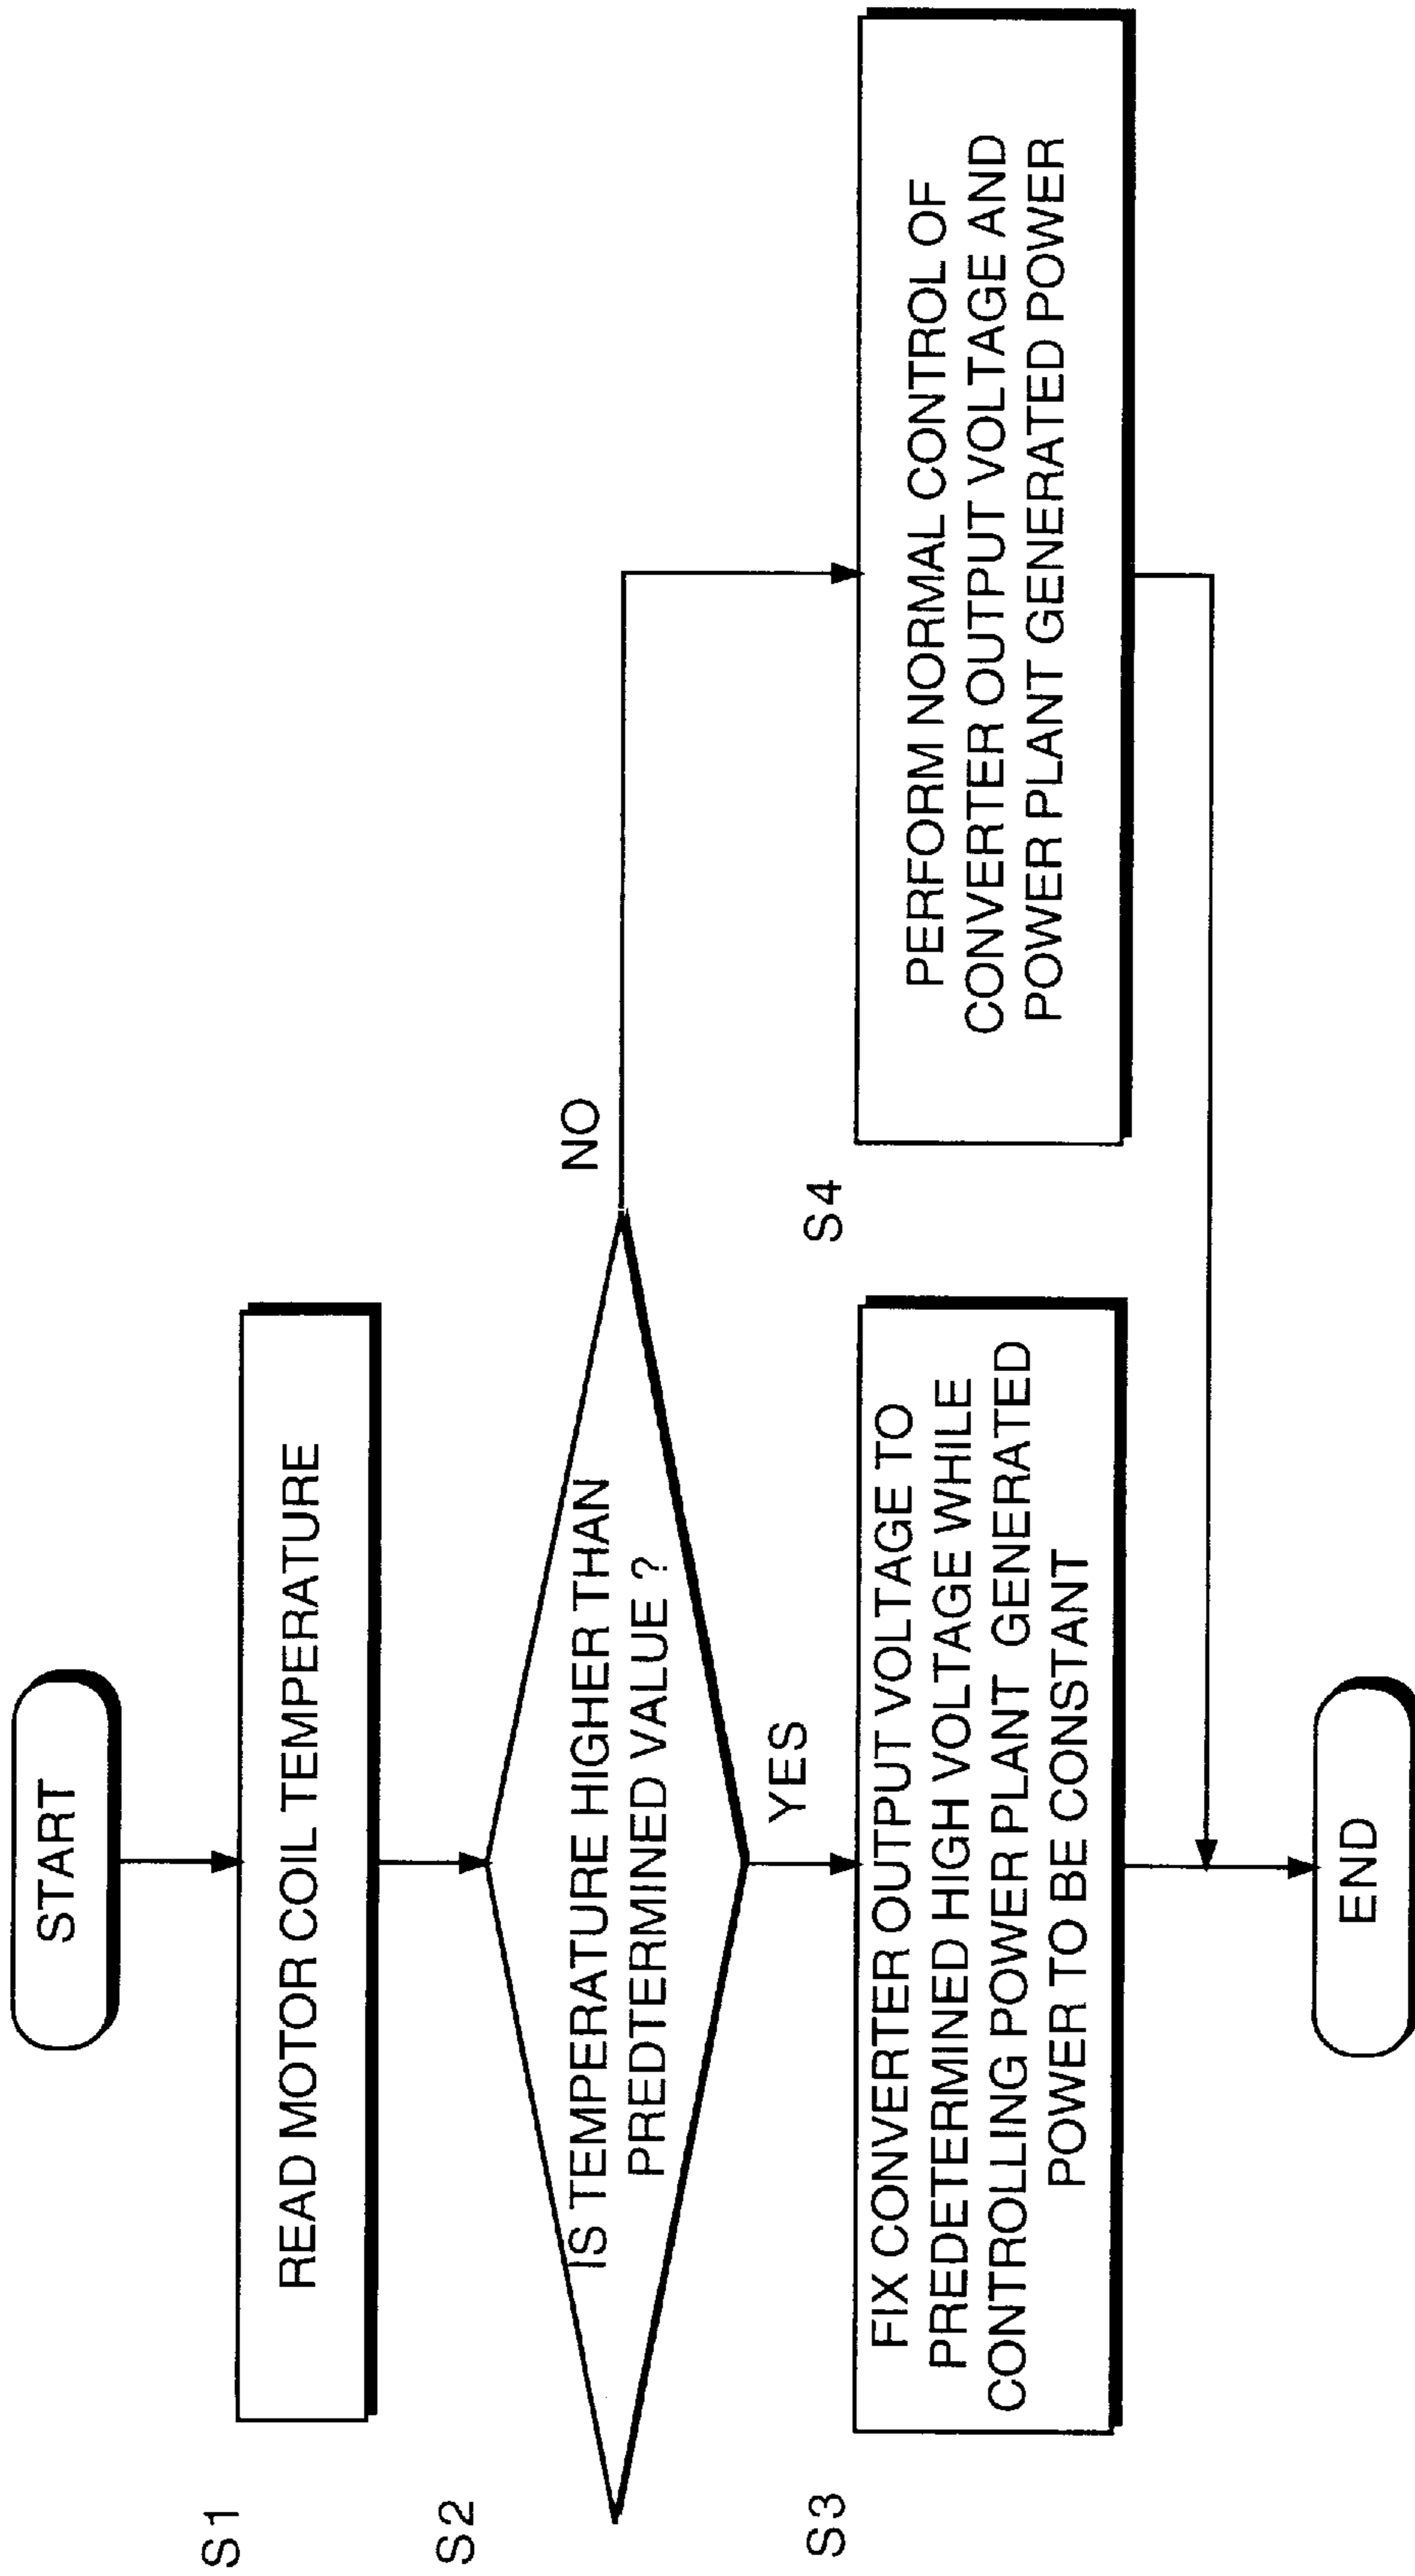 START
S1
READ MOTOR COIL TEMPERATURE
S2
IS TEMPERATURE HIGHER THAN
PREDTERMINED VALUE ?
NO
YES
S3
FIX CONVERTER OUTPUT VOLTAGE TO
PREDETERMINED HIGH VOLTAGE WHILE
CONTROLLING POWER PLANT GENERATED
POWER TO BE CONSTANT
S4
PERFORM NORMAL CONTROL OF
CONVERTER OUTPUT VOLTAGE AND
POWER PLANT GENERATED POWER
END